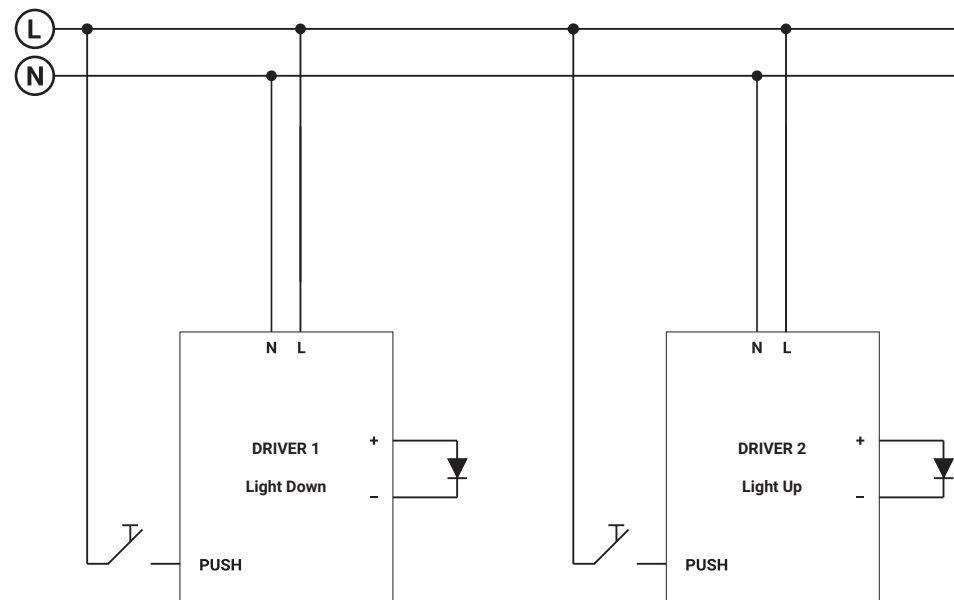 L
N
N L
N L
DRIVER 1
+
DRIVER 2
+
Light Down
–
Light Up
–
PUSH
PUSH